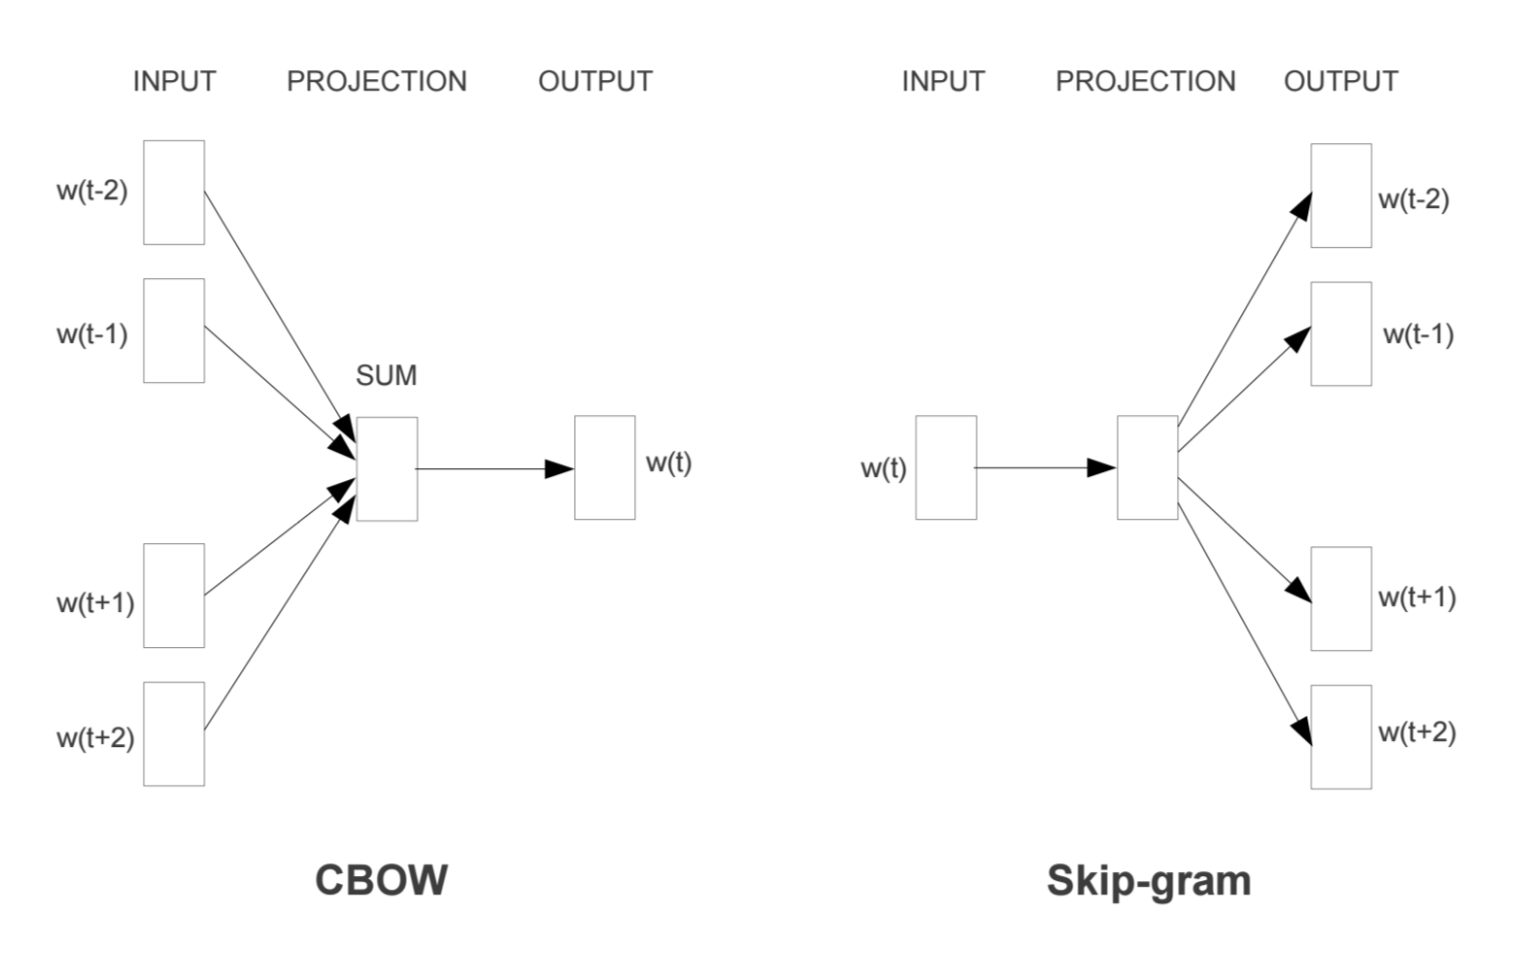 INPUT PROJECTION OUTPUT
w(t-2)
w(t-1)
SUM
w(t)
w(t+1)
w(t+2)
CBOW
INPUT PROJECTION OUTPUT
w(t-2)
w(t-1)
w(t)
w(t+1)
w(t+2)
Skip-gram